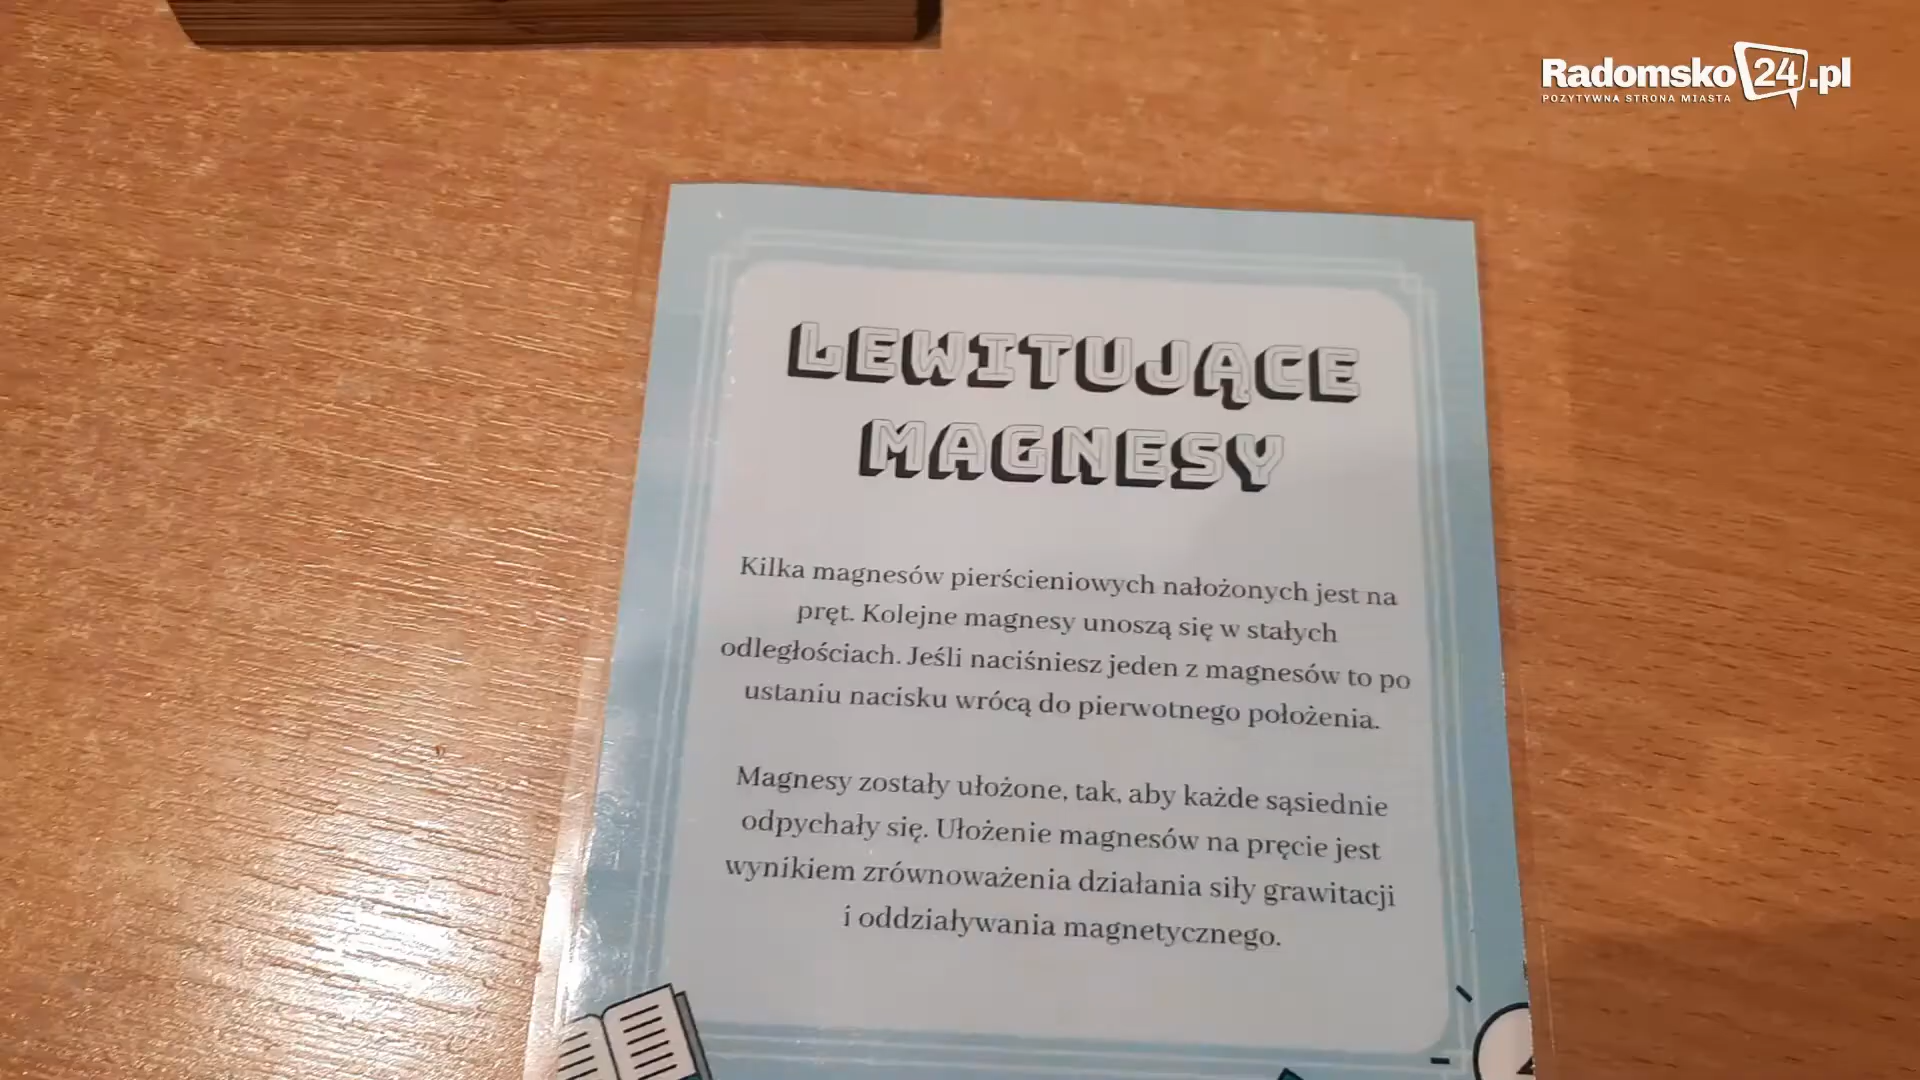 Radomsko24.pl
POZYTYWNA STRONA MIASTA
LEWITUJĄCE
MAGNESY
Kilka magnesów pierścieniowych nałożonych jest na
pręt. Kolejne magnesy unoszą się w stałych
odległościach. Jeśli naciśniesz jeden z magnesów to po
ustaniu nacisku wrócą do pierwotnego położenia.
Magnesy zostały ułożone, tak, aby każde sąsiednie
odpychały się. Ułożenie magnesów na pręcie jest
wynikiem zrównoważenia działania siły grawitacji
i oddziaływania magnetycznego.